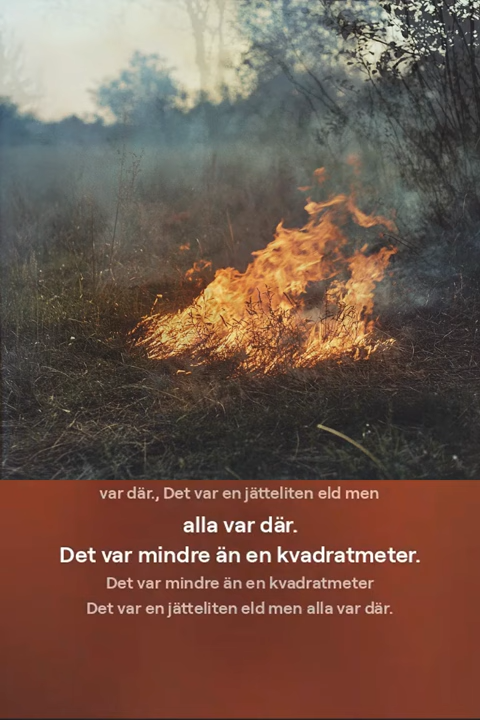 var där., Det var en jätteliten eld men
alla var där.
Det var mindre än en kvadratmeter.
Det var mindre än en kvadratmeter
Det var en jätteliten eld men alla var där.